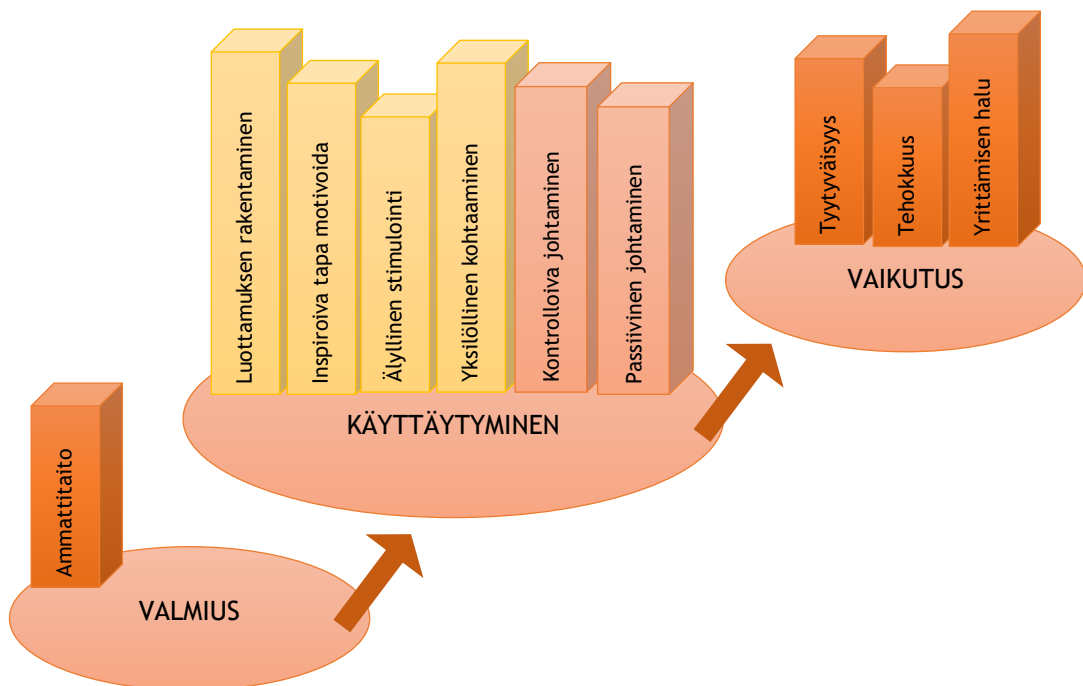 Ammattitaito
VALMIUS
Luottamuksen rakentaminen
Inspiroiva tapa motivoida
Älyllinen stimulointi
Yksilöllinen kohtaaminen
Kontrolloiva johtaminen
Passiivinen johtaminen
KÄYTTÄYTYMINEN
Tyytyväisyys
Tehokkuus
Yrittämisen halu
VAIKUTUS